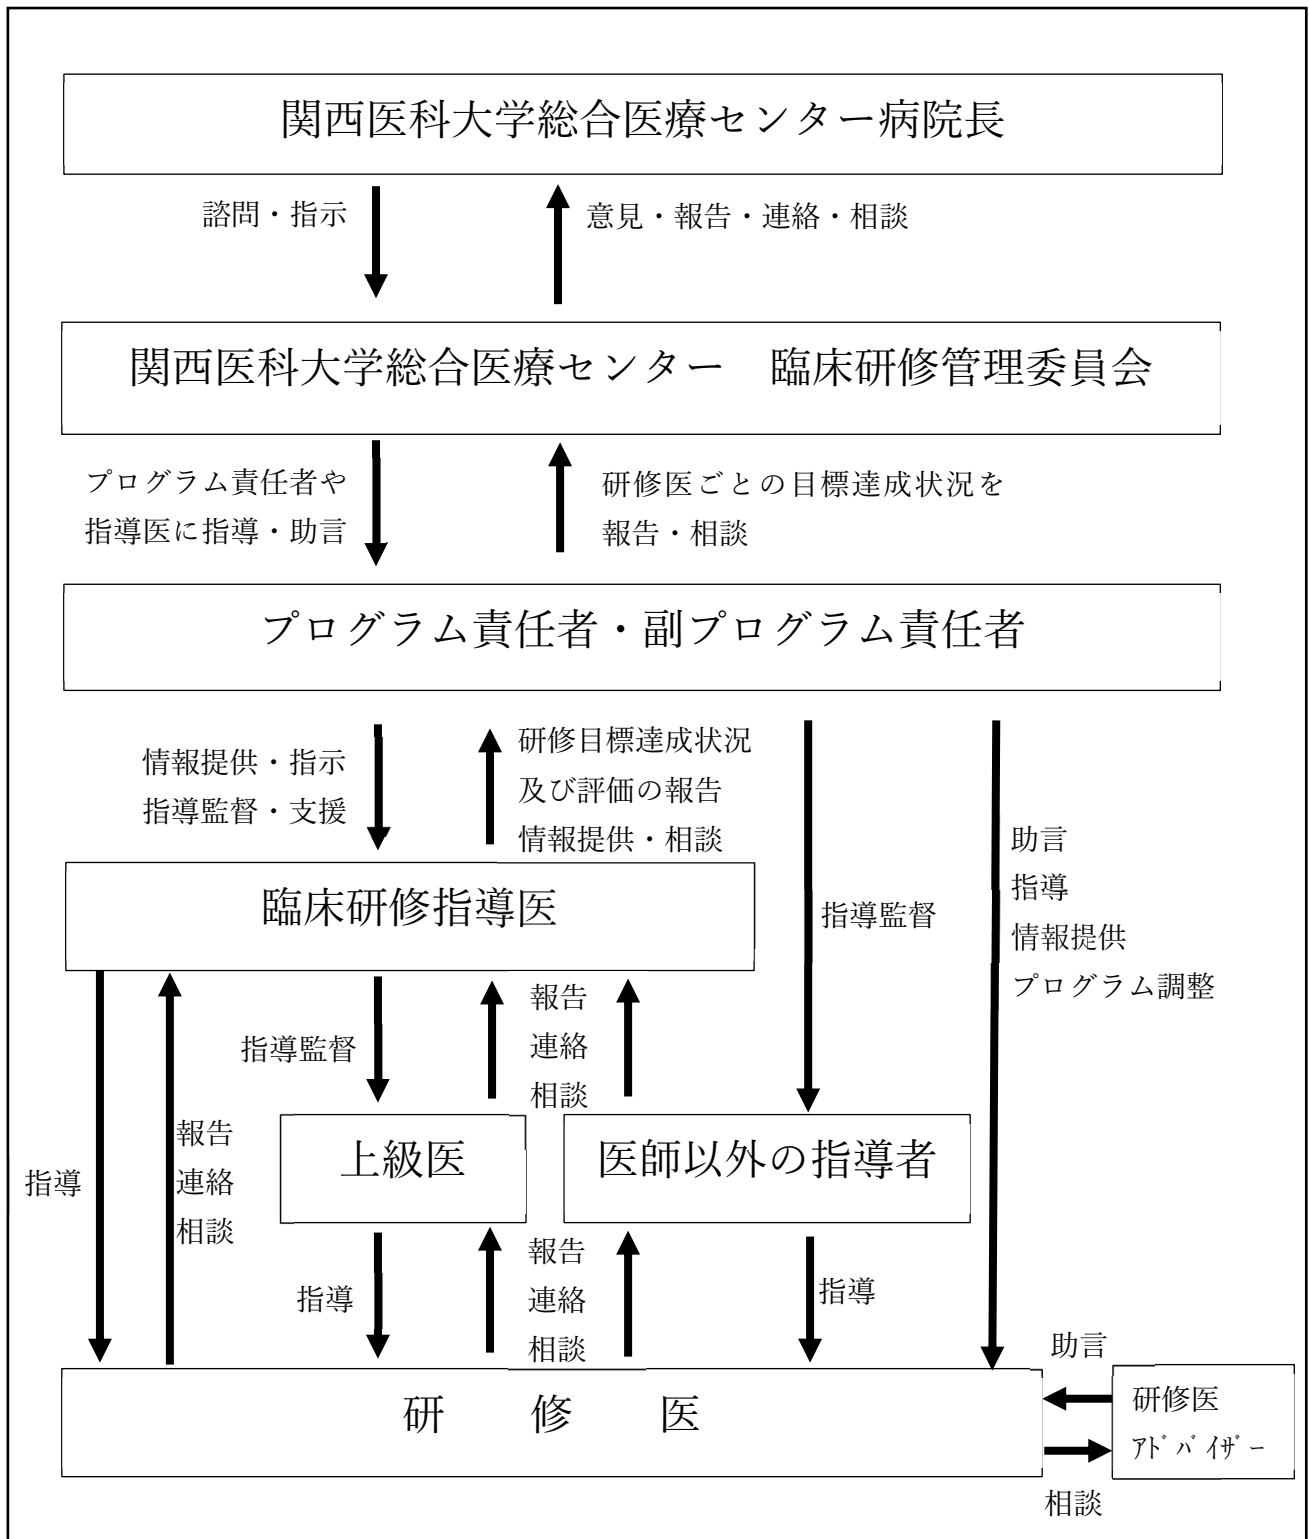 関西医科大学総合医療センター病院長
諮問・指示
意見・報告・連絡・相談
関西医科大学総合医療センター　臨床研修管理委員会
プログラム責任者や
指導医に指導・助言
研修医ごとの目標達成状況を
報告・相談
プログラム責任者・副プログラム責任者
情報提供・指示
指導監督・支援
研修目標達成状況
及び評価の報告
情報提供・相談
助言
指導
情報提供
プログラム調整
臨床研修指導医
指導監督
指導監督
報告
連絡
相談
上級医
医師以外の指導者
指導
報告
連絡
相談
指導
報告
連絡
相談
指導
助言
研　修　医
研修医
ｱﾄﾞﾊﾞｲｻﾞｰ
相談